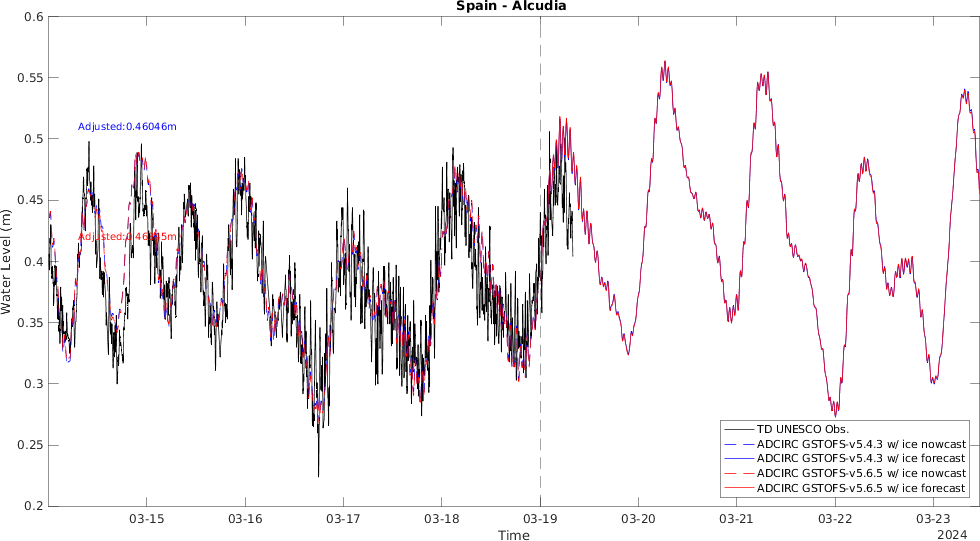 Spain - Alcudia
0.6
0.55
0.5
0.45
0.4
0.35
0.3
0.25
0.2
Water Level (m)
Adjusted:0.46046m
03-15
03-16
03-17
03-18
03-19
03-20
03-21
03-22
03-23
Time
2024
TD UNESCO Obs.
ADCIRC GSTOFS-v5.4.3 w/ ice nowcast
ADCIRC GSTOFS-v5.4.3 w/ ice forecast
ADCIRC GSTOFS-v5.6.5 w/ ice nowcast
ADCIRC GSTOFS-v5.6.5 w/ ice forecast